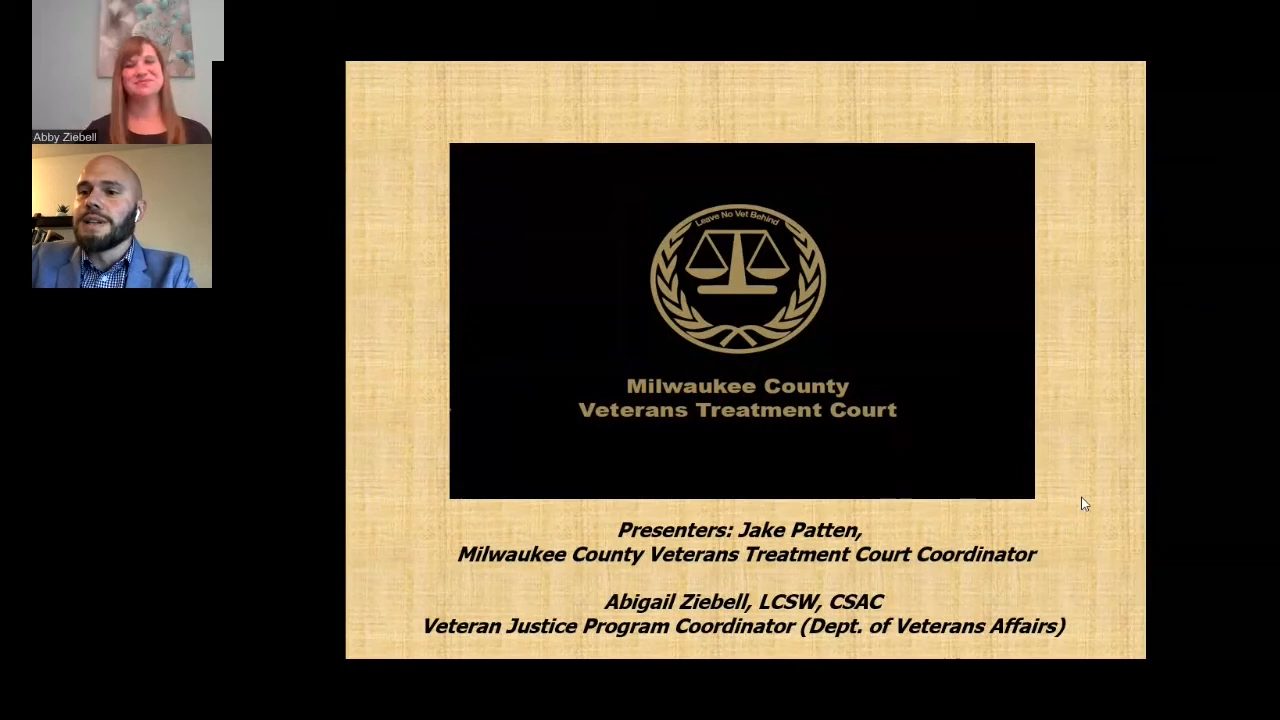 Abby Ziebell
Leave No Vet Behind
Milwaukee County
Veterans Treatment Court
Presenters: Jake Patten,
Milwaukee County Veterans Treatment Court Coordinator
Abigail Ziebell, LCSW, CSAC
Veteran Justice Program Coordinator (Dept. of Veterans Affairs)